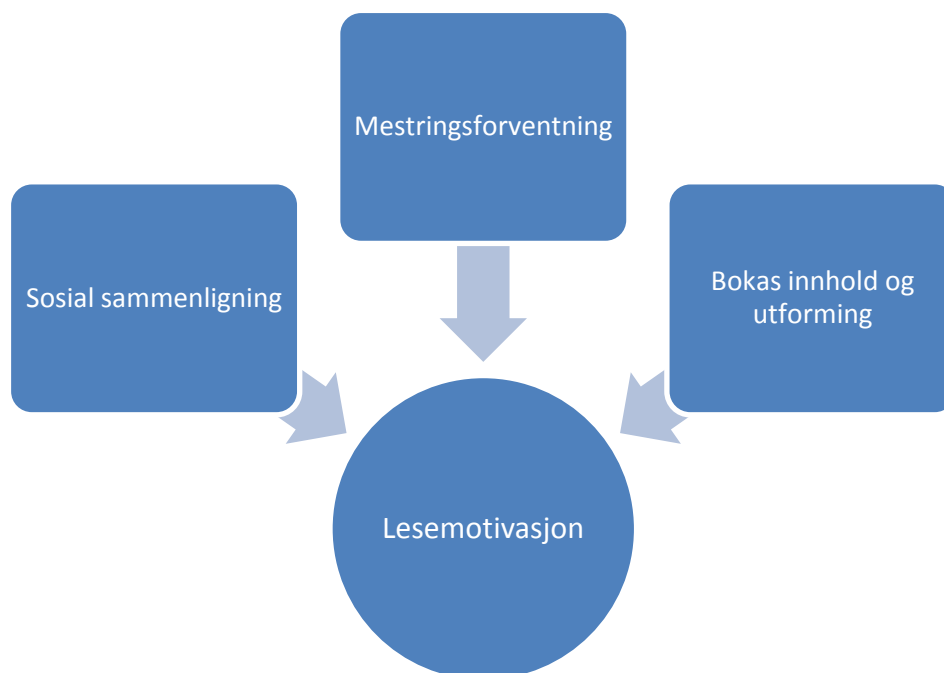 Mestringsforventning
Sosial sammenligning
Bokas innhold og
utforming
Lesemotivasjon